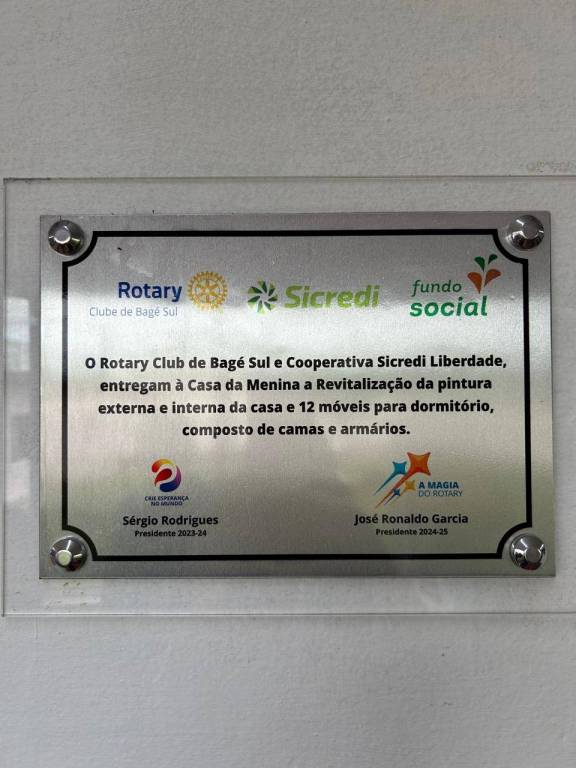 Rotary
Clube de Bagé Sul
Sicredi
fundo
social
O Rotary Club de Bagé Sul e Cooperativa Sicredi Liberdade,
entregam à Casa da Menina a Revitalização da pintura
externa e interna da casa e 12 móveis para dormitório,
composto de camas e armários.
CRIE ESPERANÇA
NO MUNDO
Sérgio Rodrigues
Presidente 2023-24
A MAGIA
DO ROTARY
José Ronaldo Garcia
Presidente 2024-25